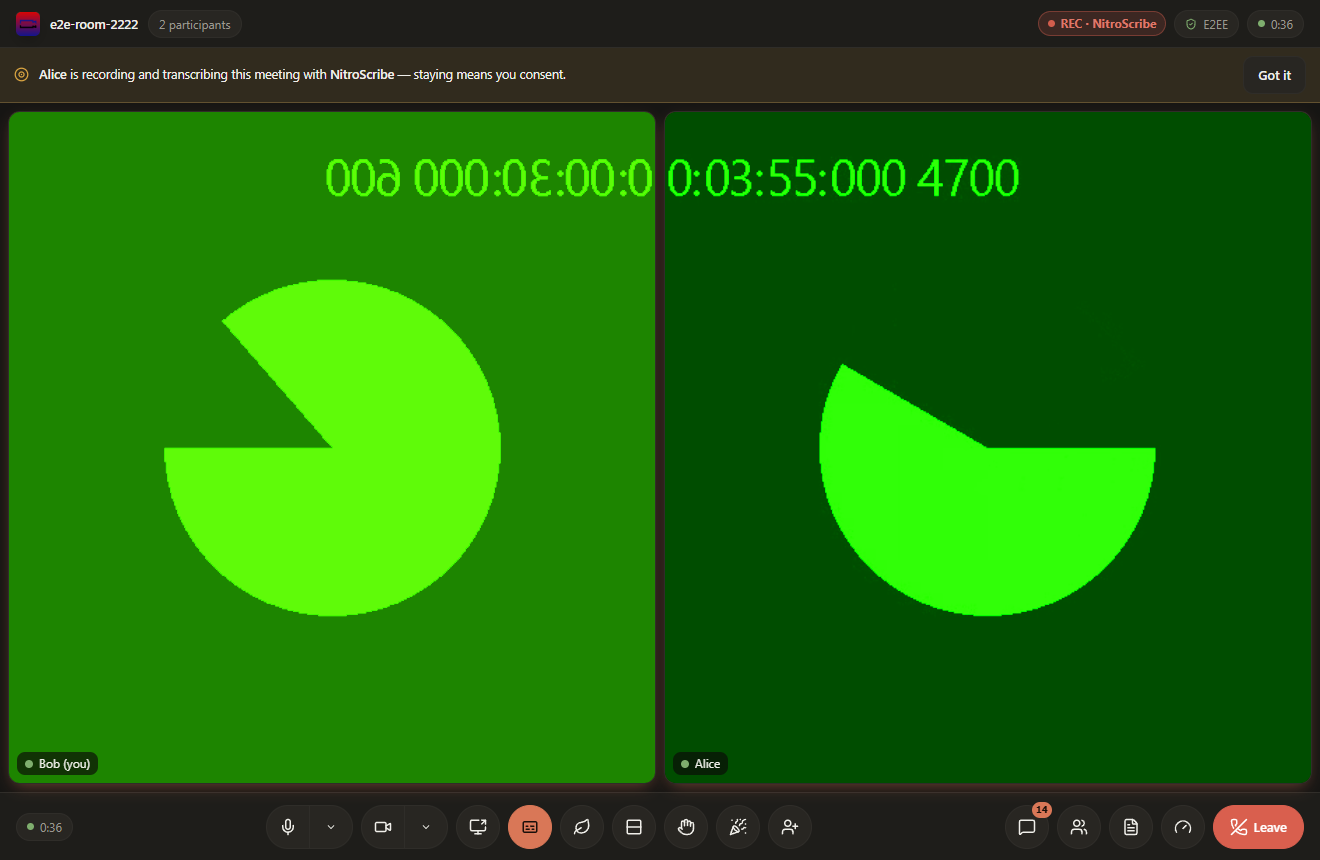 e2e-room-2222 2 participants REC · NitroScribe E2EE 0:36
Alice is recording and transcribing this meeting with NitroScribe — staying means you consent. Got it
0:00:30:000 600
0:03:55:000 4700
Bob (you)
Alice
0:36 14 Leave